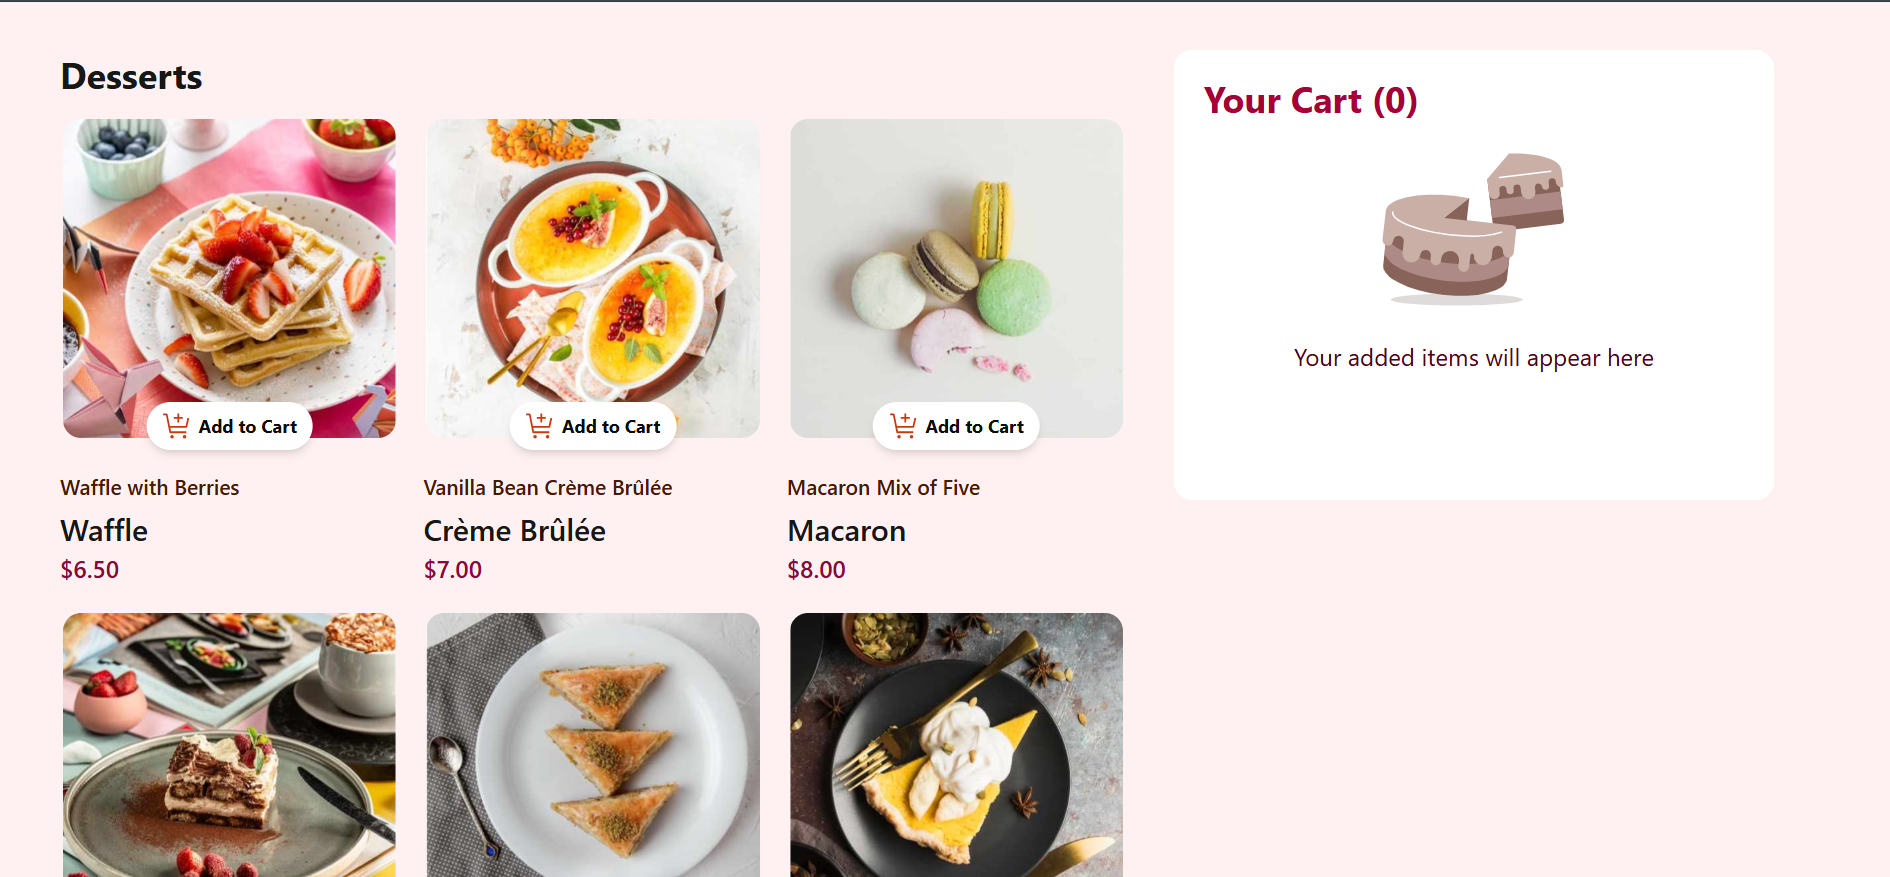 Desserts
Add to Cart
Waffle with Berries
Waffle
$6.50
Add to Cart
Vanilla Bean Crème Brûlée
Crème Brûlée
$7.00
Add to Cart
Macaron Mix of Five
Macaron
$8.00
Your Cart (0)
Your added items will appear here